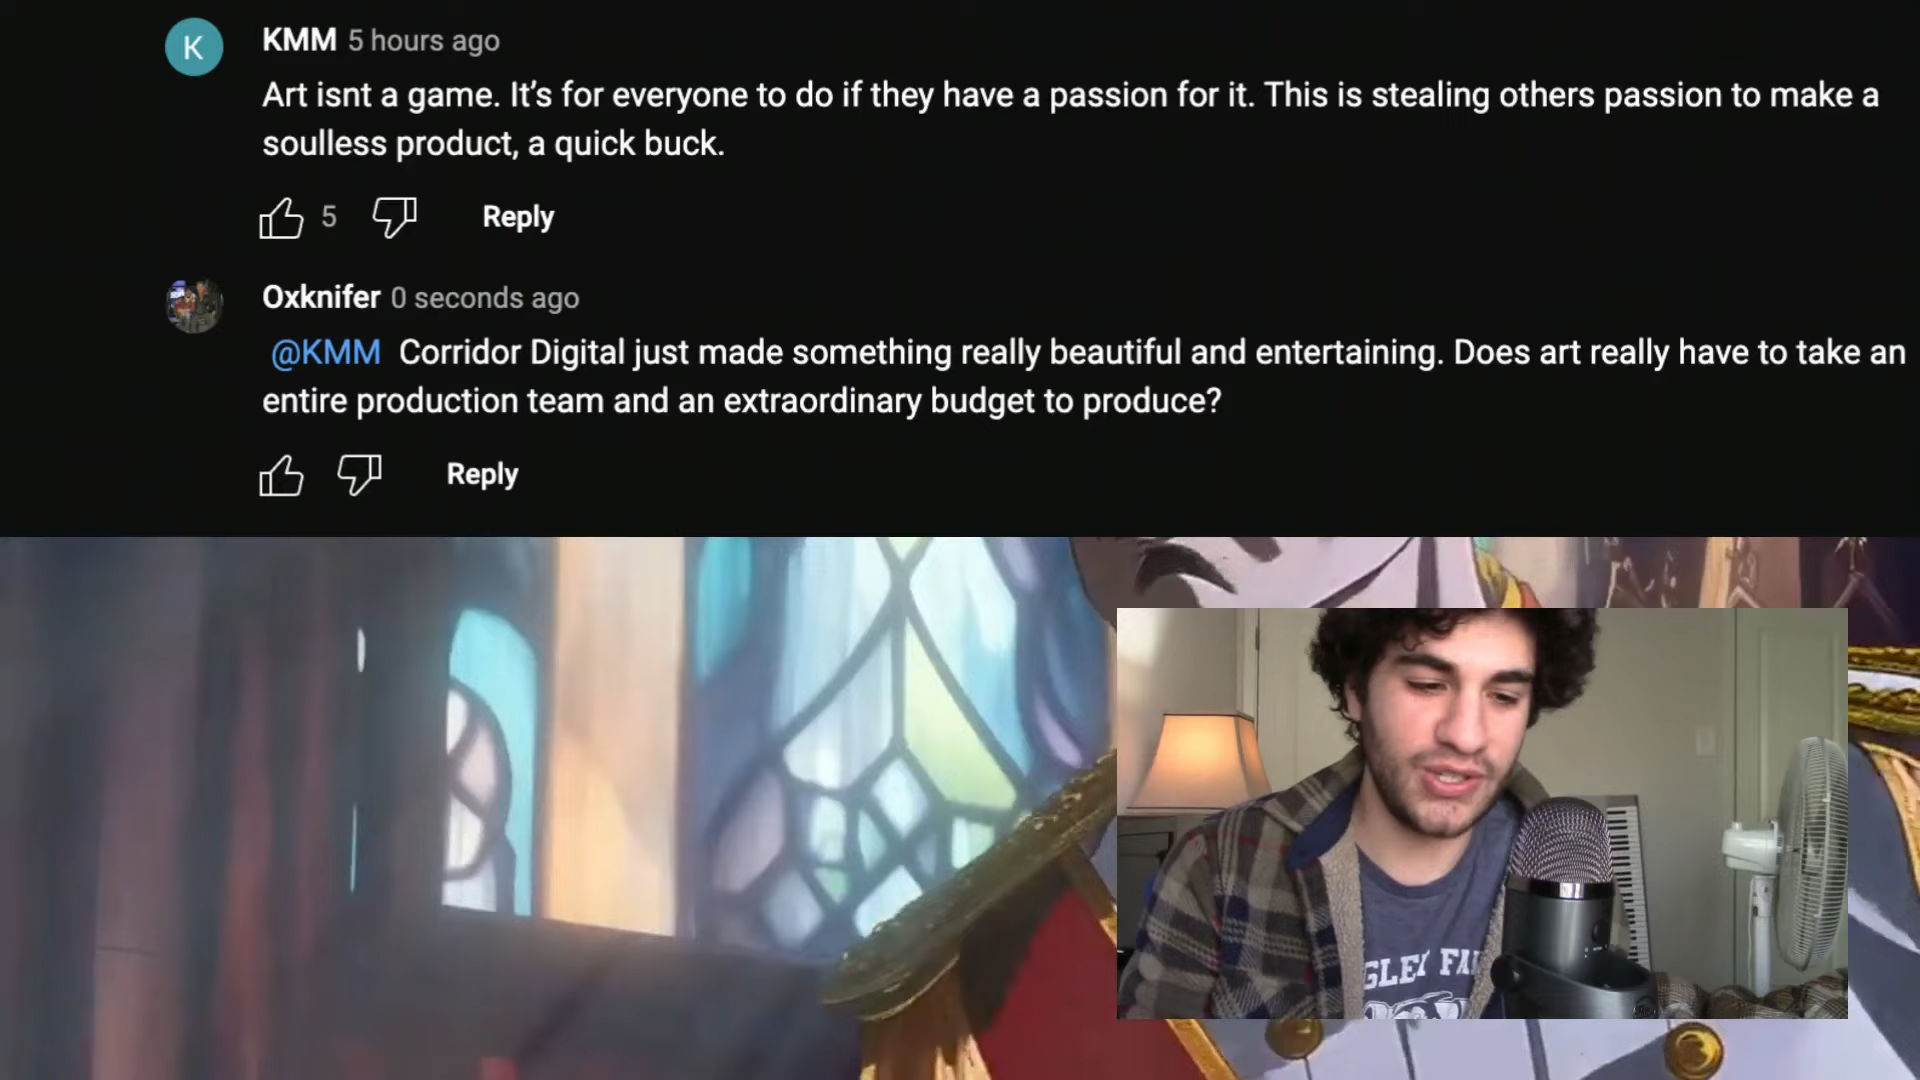 K
KMM 5 hours ago
Art isnt a game. It’s for everyone to do if they have a passion for it. This is stealing others passion to make a
soulless product, a quick buck.
5 Reply
Oxknifer 0 seconds ago
@KMM Corridor Digital just made something really beautiful and entertaining. Does art really have to take an
entire production team and an extraordinary budget to produce?
Reply